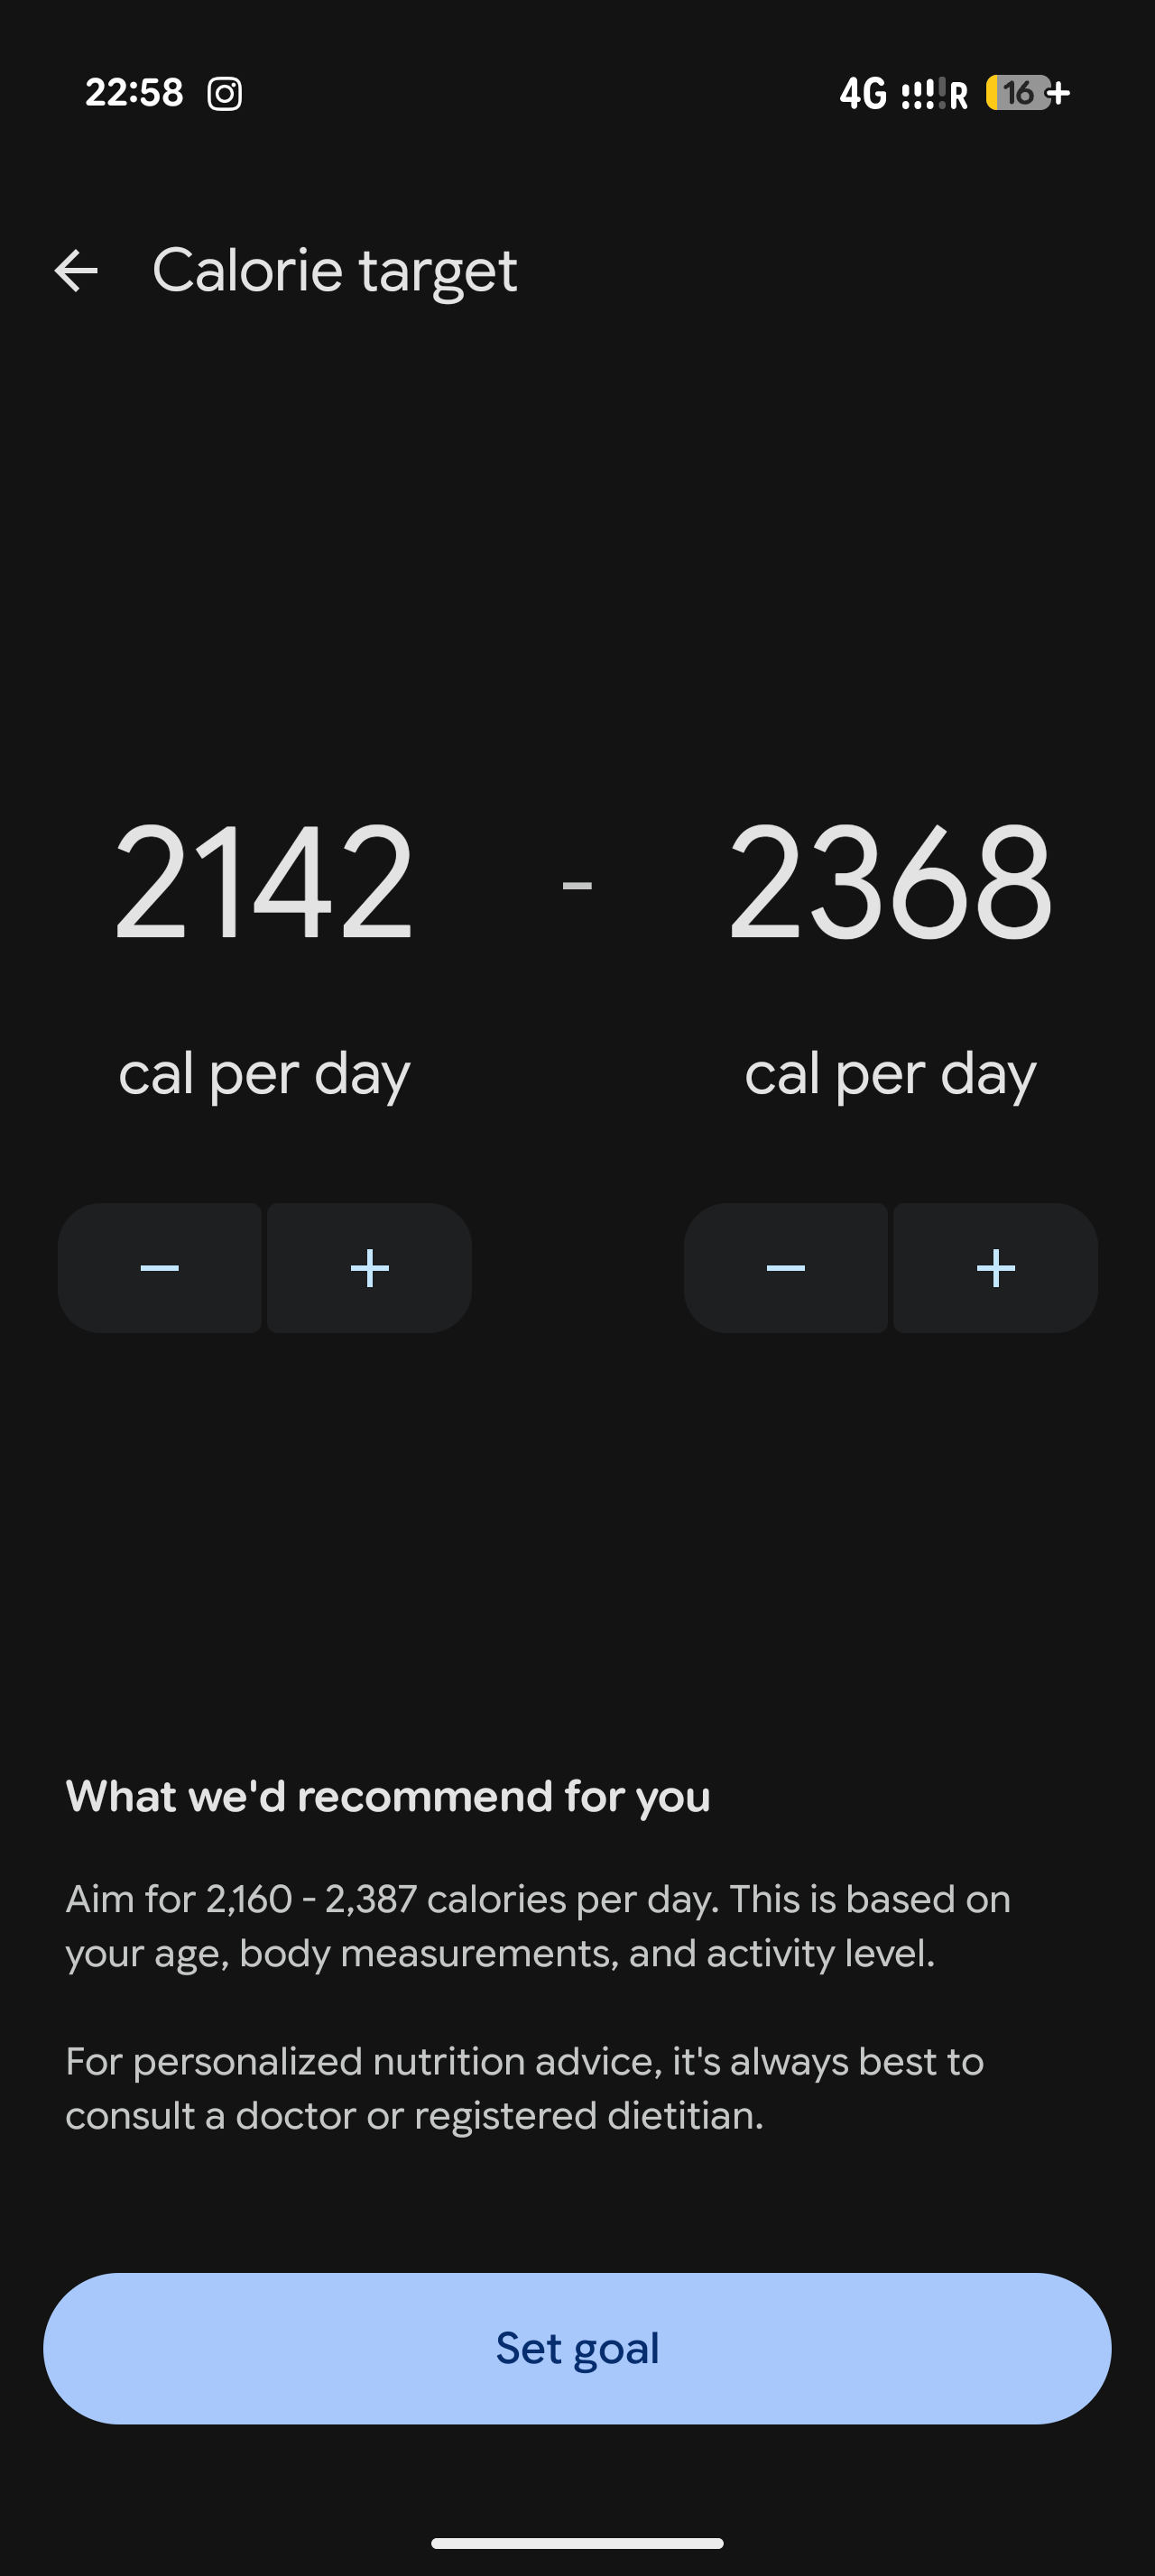 22:58 4G R 16
Calorie target
2142 - 2368
cal per day cal per day
What we'd recommend for you
Aim for 2,160 - 2,387 calories per day. This is based on
your age, body measurements, and activity level.
For personalized nutrition advice, it's always best to
consult a doctor or registered dietitian.
Set goal